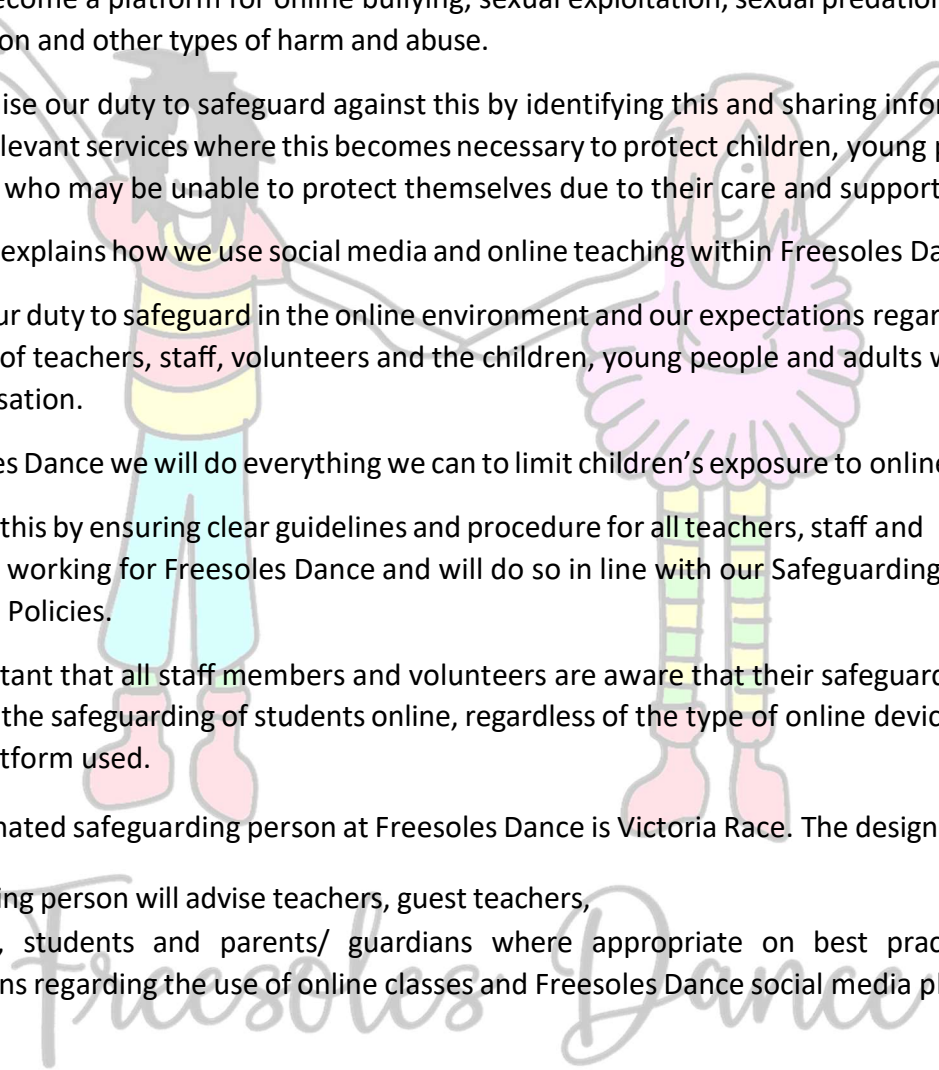 ecome a platform for online bullying, sexual exploitation, sexual predation
on and other types of harm and abuse.
ise our duty to safeguard against this by identifying this and sharing infor
levant services where this becomes necessary to protect children, young p
who may be unable to protect themselves due to their care and support
explains how we use social media and online teaching within Freesoles Da
ur duty to safeguard in the online environment and our expectations regar
of teachers, staff, volunteers and the children, young people and adults w
sation.
es Dance we will do everything we can to limit children's exposure to online
this by ensuring clear guidelines and procedure for all teachers, staff and
working for Freesoles Dance and will do so in line with our Safeguarding
Policies.
tant that all staff members and volunteers are aware that their safeguard
the safeguarding of students online, regardless of the type of online devic
tform used.
nated safeguarding person at Freesoles Dance is Victoria Race. The design
ing person will advise teachers, guest teachers,
, students and parents/ guardians where appropriate on best prac
ns regarding the use of online classes and Freesoles Dance social media pl
Freesoles Dance